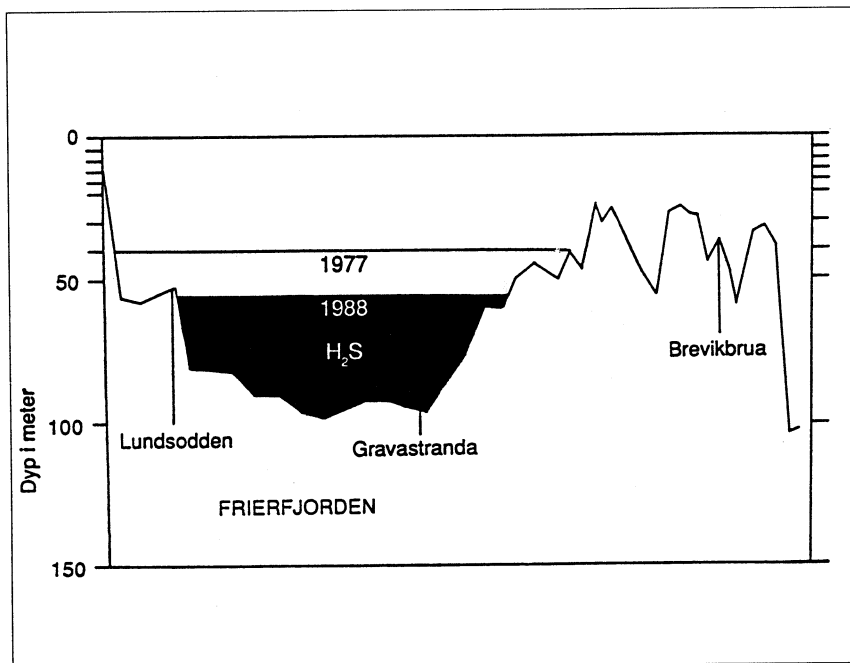 0
1977
50
1988
H₂S
Brevikbrua
100
Lundsodden
Gravastranda
Dyp i meter
FRIERFJORDEN
150